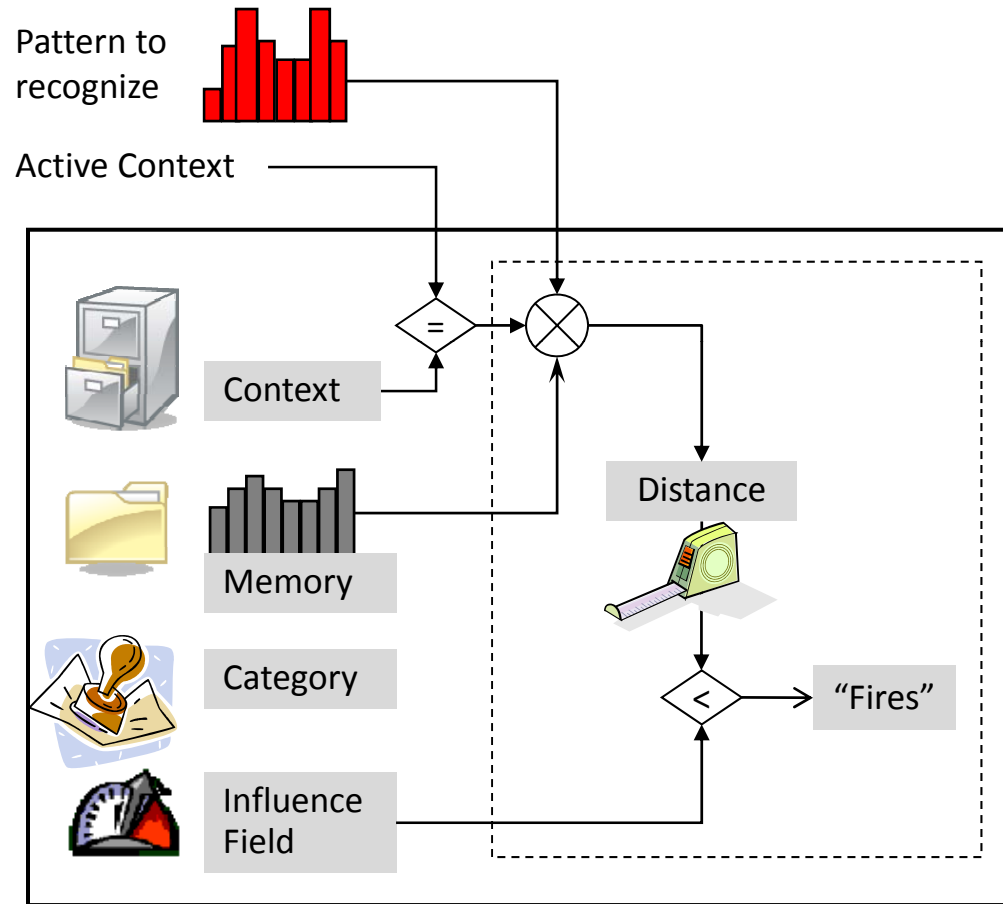 Pattern to
recognize
Active Context
=
Context
Distance
Memory
Category
<
“Fires”
Influence
Field